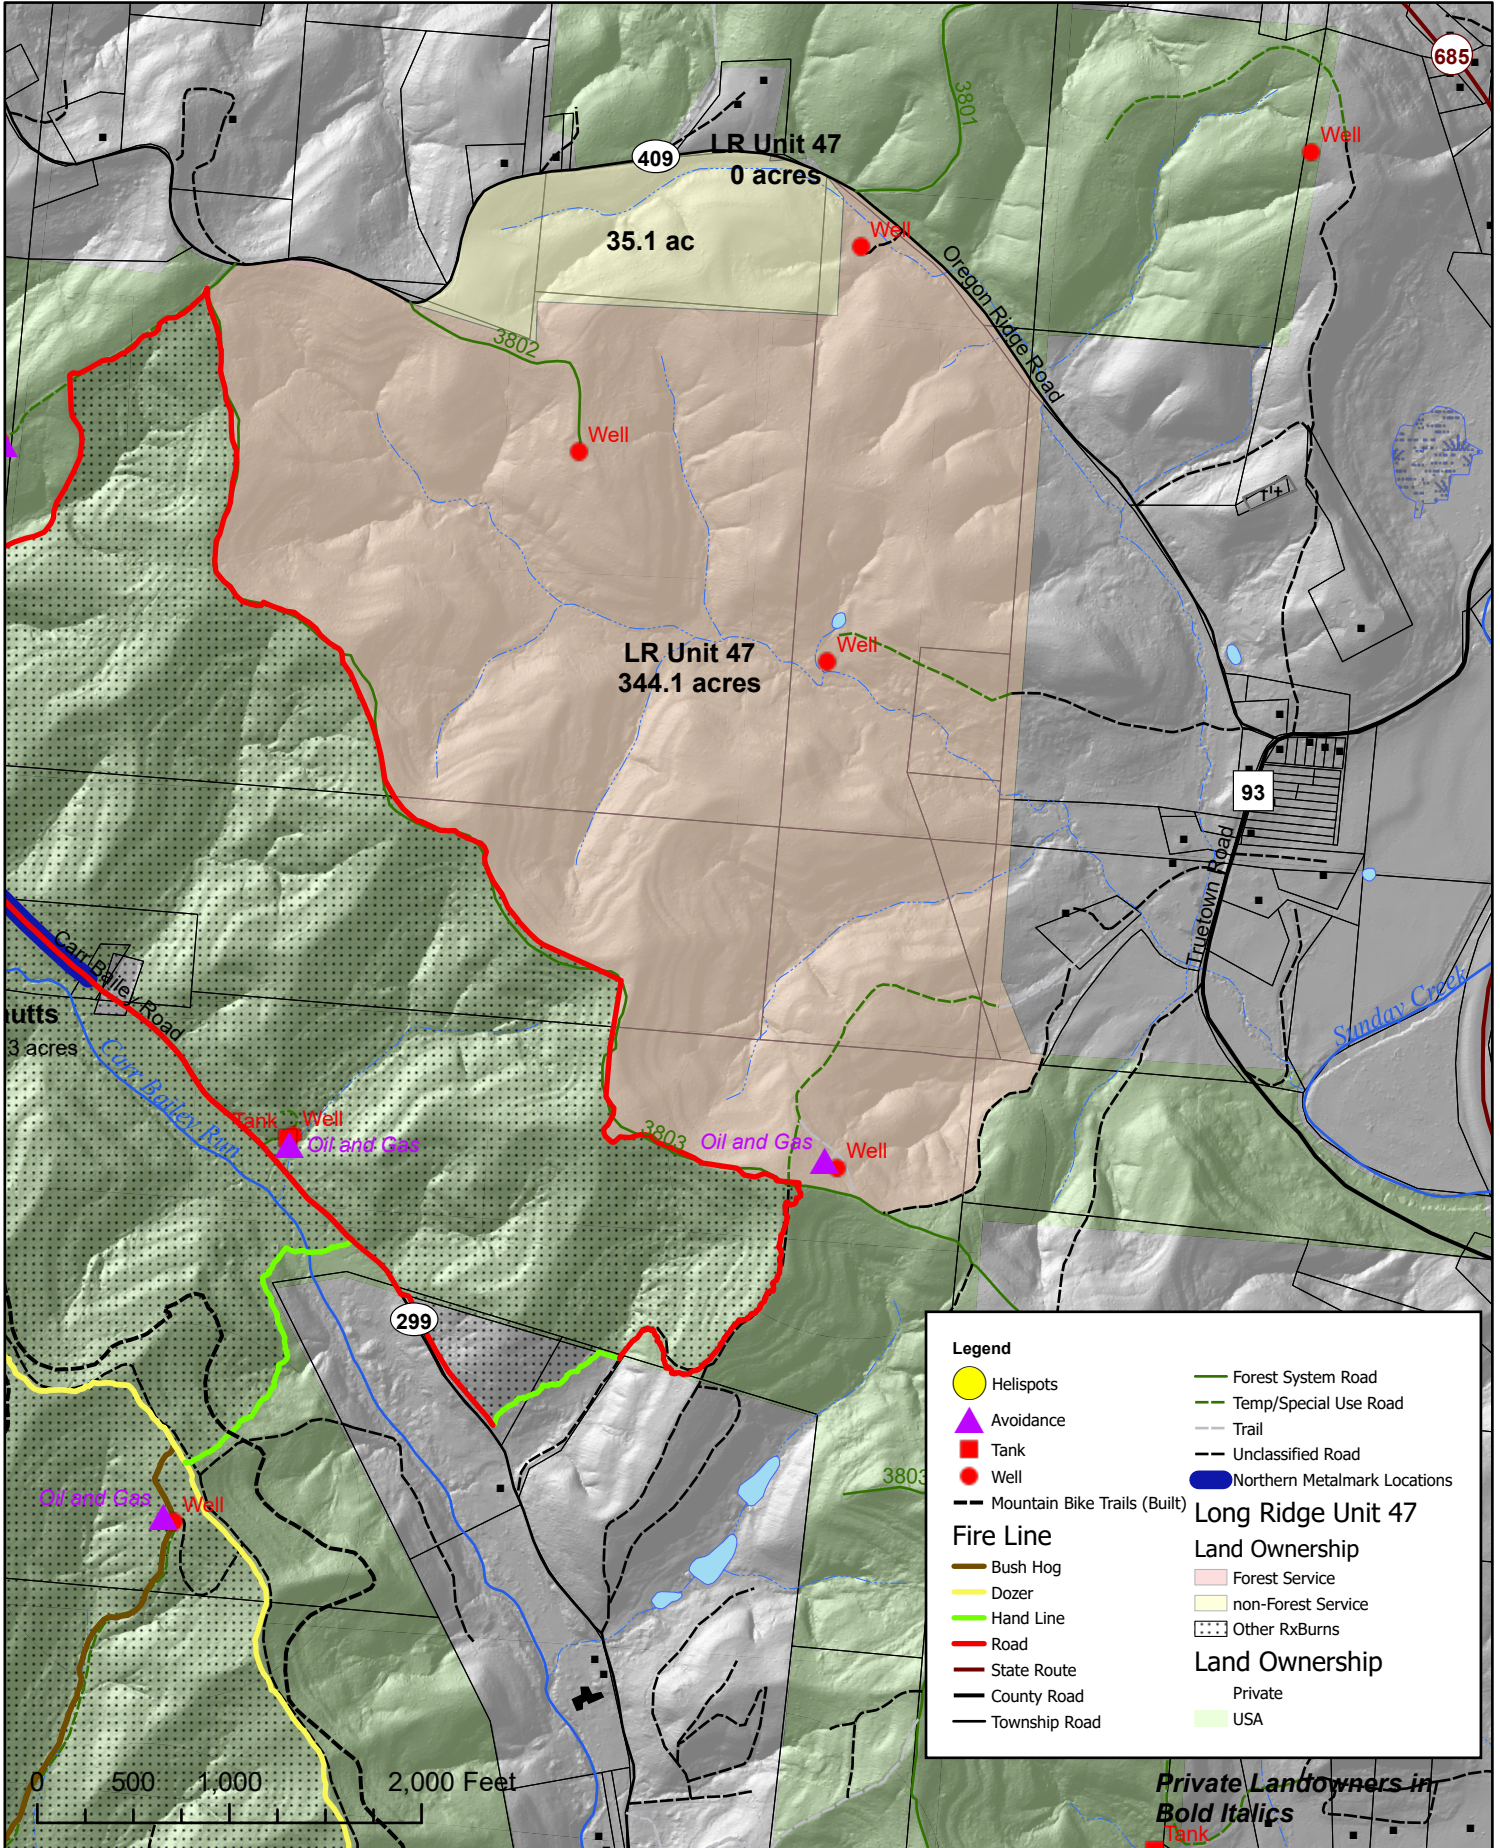 685
3801
Well
409
LR Unit 47
0 acres
35.1 ac
Well
Oregon Ridge Road
3802
Well
LR Unit 47
344.1 acres
Well
93
Truetown Road
Carr Bailey Road
utts
3 acres
Carr Bailey Run
Sunday Creek
Tank
Well
Oil and Gas
3803
Oil and Gas
Well
299
3803
Oil and Gas
Well
Legend
Helispots
Avoidance
Tank
Well
Mountain Bike Trails (Built)
Fire Line
Bush Hog
Dozer
Hand Line
Road
State Route
County Road
Township Road
Forest System Road
Temp/Special Use Road
Trail
Unclassified Road
Northern Metalmark Locations
Long Ridge Unit 47
Land Ownership
Forest Service
non-Forest Service
Other RxBurns
Land Ownership
Private
USA
0 500 1,000 2,000 Feet
Private Landowners in
Bold Italics
Tank